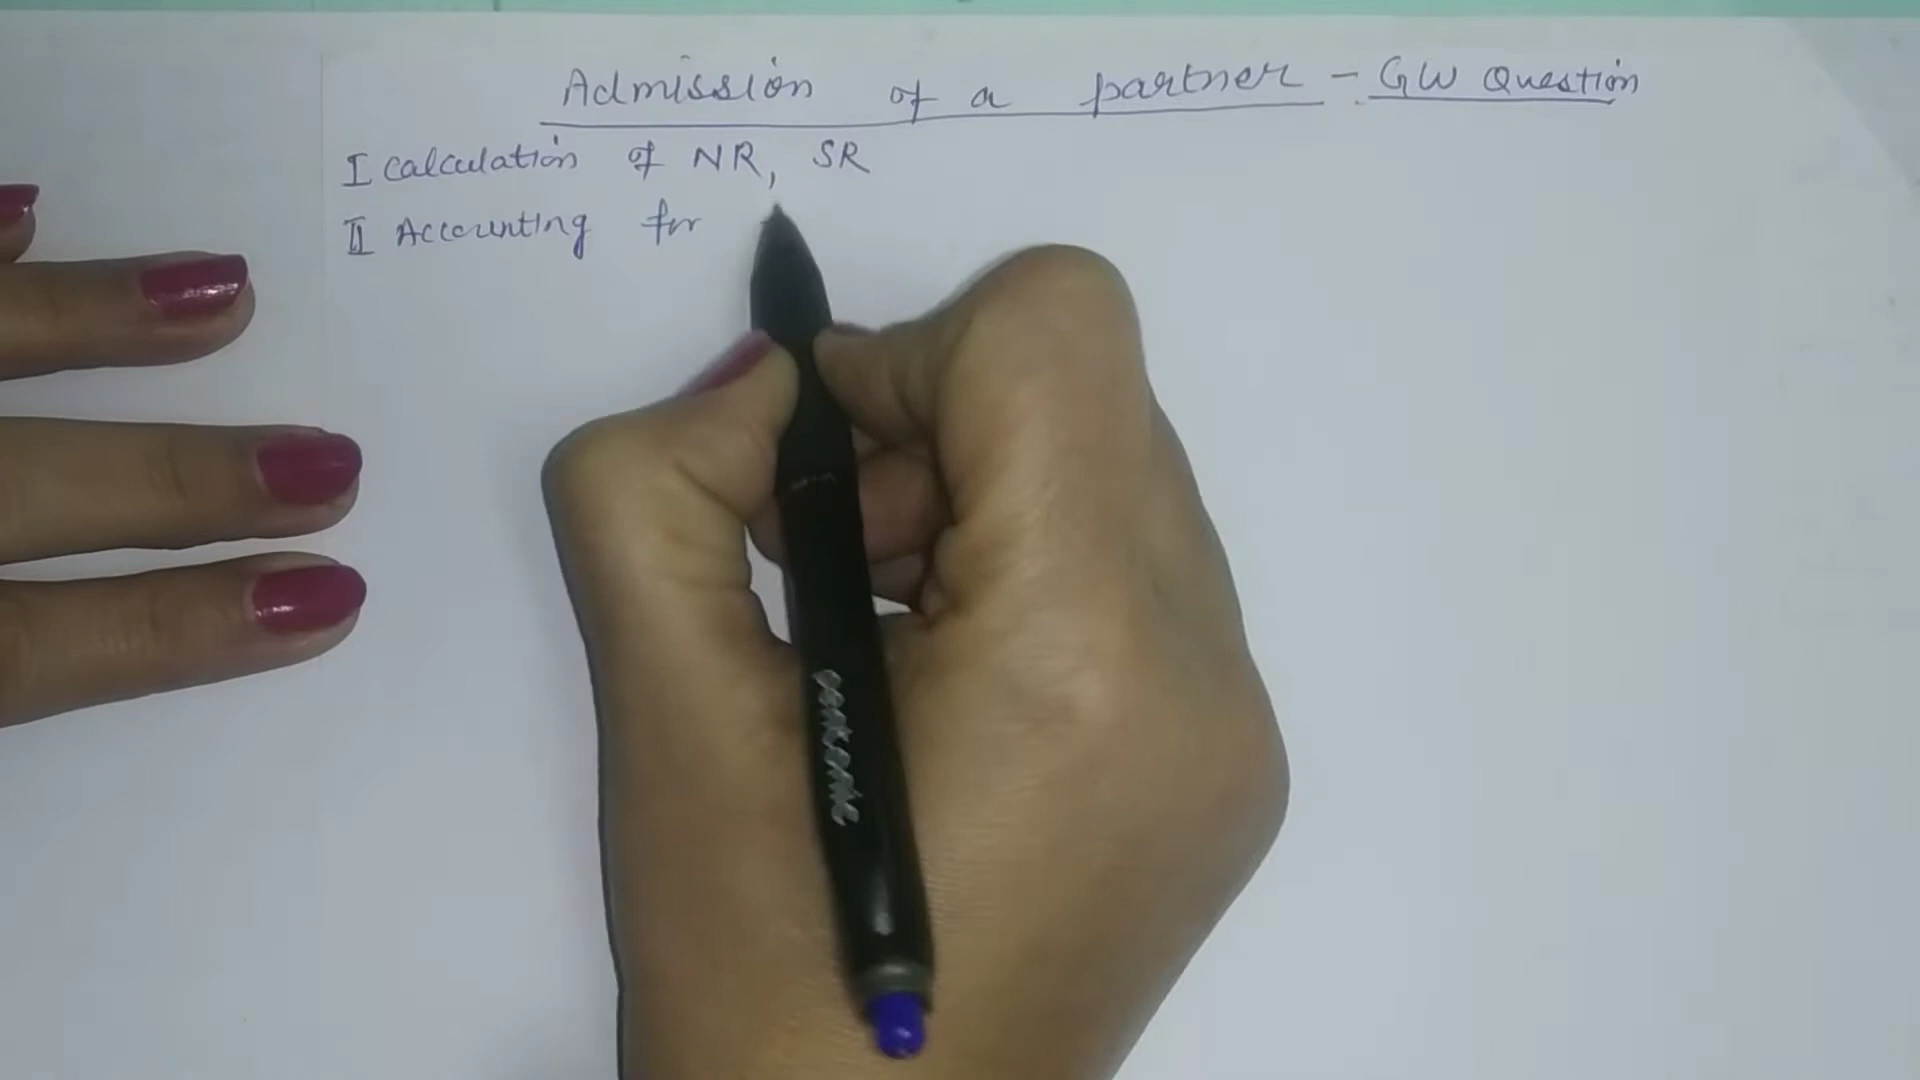 Admission of a partner - GW Question
I calculation of NR, SR
II Accounting for